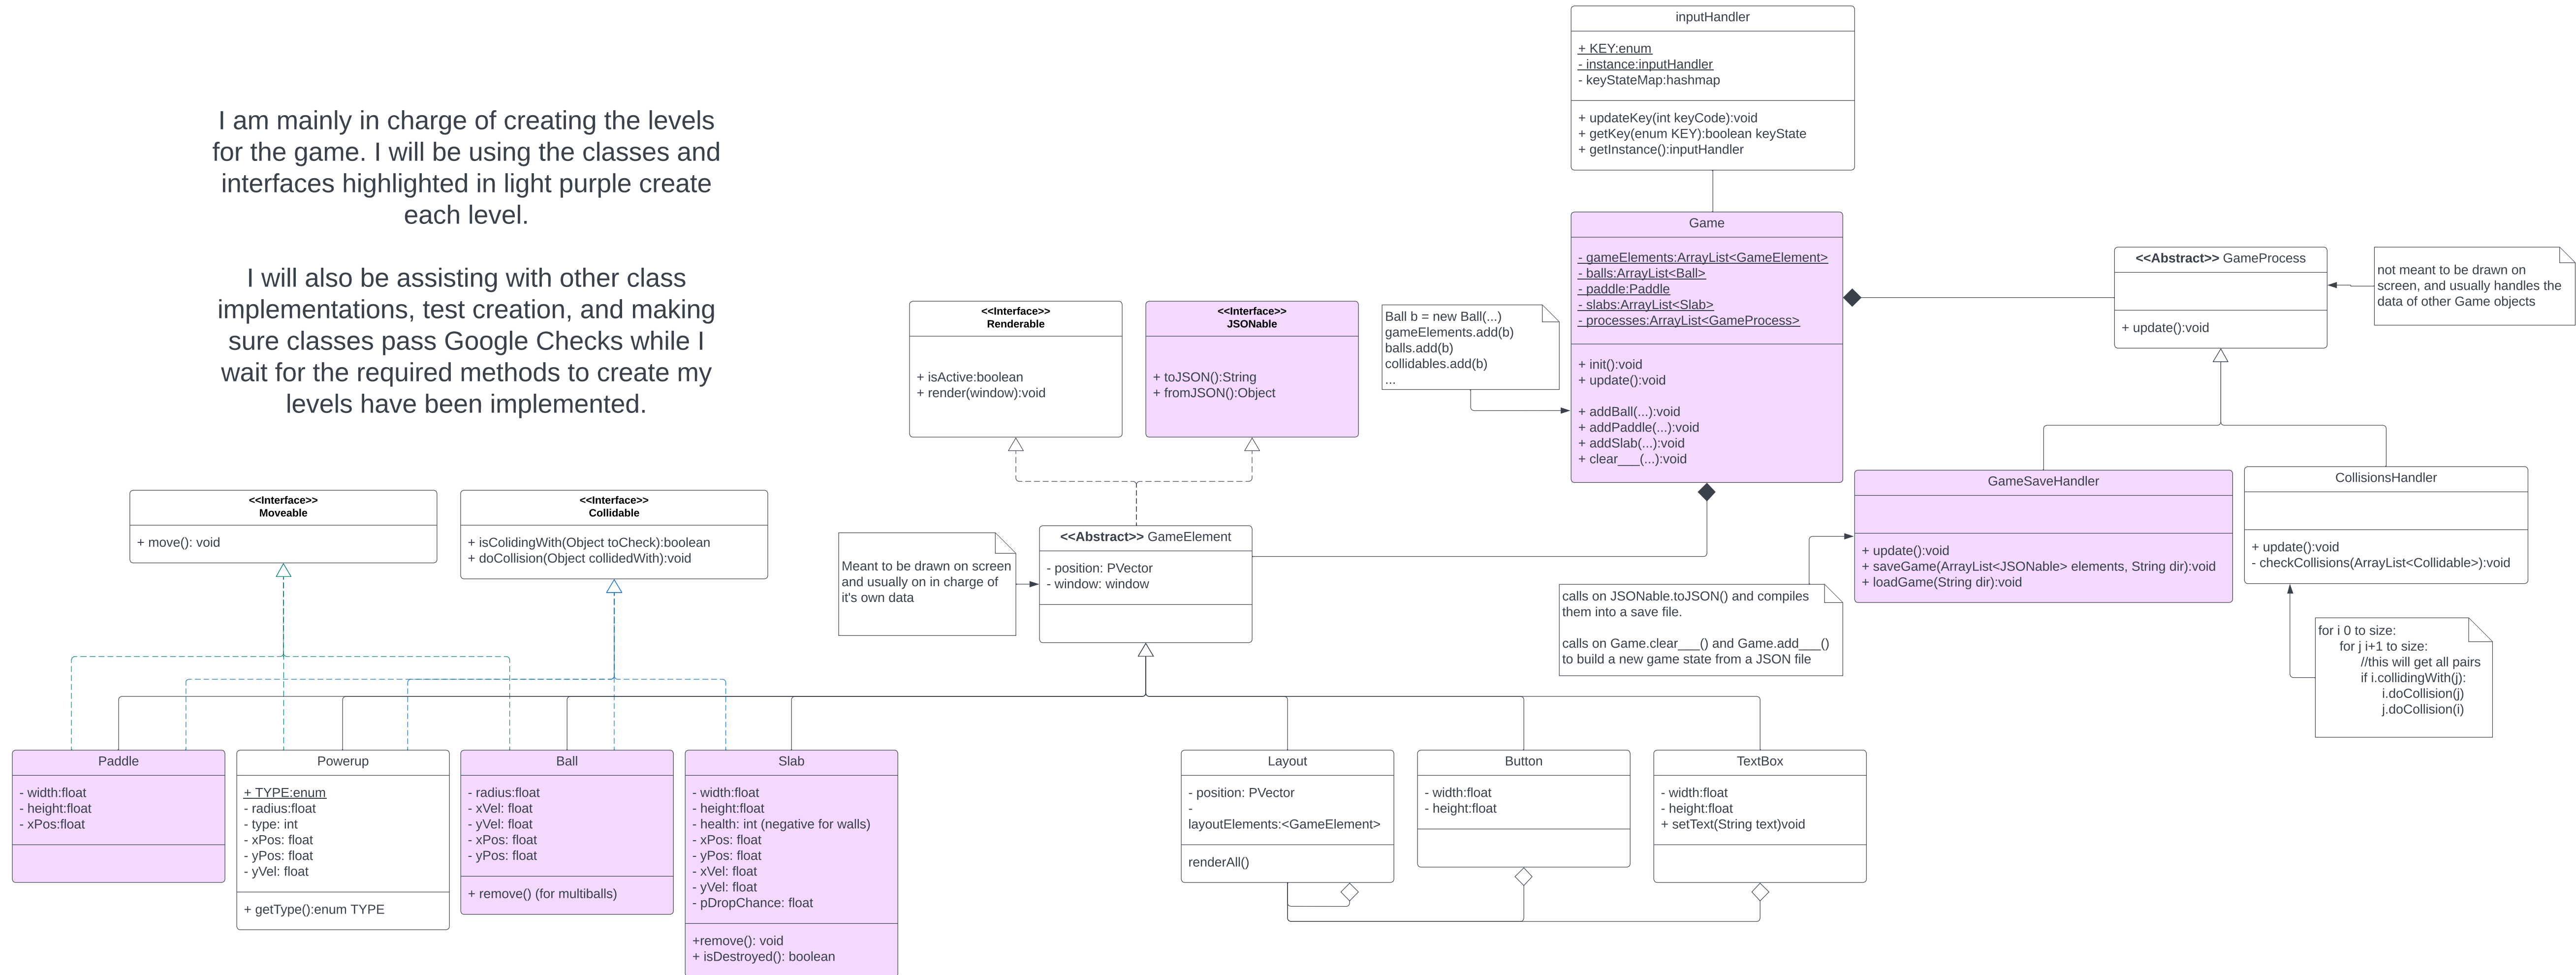 inputHandler
+ KEY:enum
- instance:inputHandler
- keyStateMap:hashmap
+ updateKey(int keyCode):void
+ getKey(enum KEY):boolean keyState
+ getInstance():inputHandler
I am mainly in charge of creating the levels
for the game. I will be using the classes and
interfaces highlighted in light purple create
each level.
I will also be assisting with other class
implementations, test creation, and making
sure classes pass Google Checks while I
wait for the required methods to create my
levels have been implemented.
Game
- gameElements:ArrayList<GameElement>
- balls:ArrayList<Ball>
- paddle:Paddle
- slabs:ArrayList<Slab>
- processes:ArrayList<GameProcess>
+ init():void
+ update():void
+ addBall(...):void
+ addPaddle(...):void
+ addSlab(...):void
+ clear___(...):void
<<Abstract>> GameProcess
+ update():void
not meant to be drawn on
screen, and usually handles the
data of other Game objects
<<Interface>>
Renderable
+ isActive:boolean
+ render(window):void
<<Interface>>
JSONable
+ toJSON():String
+ fromJSON():Object
Ball b = new Ball(...)
gameElements.add(b)
balls.add(b)
collidables.add(b)
...
<<Interface>>
Moveable
+ move(): void
<<Interface>>
Collidable
+ isColidingWith(Object toCheck):boolean
+ doCollision(Object collidedWith):void
Meant to be drawn on screen
and usually on in charge of
it's own data
<<Abstract>> GameElement
- position: PVector
- window: window
GameSaveHandler
+ update():void
+ saveGame(ArrayList<JSONable> elements, String dir):void
+ loadGame(String dir):void
CollisionsHandler
+ update():void
- checkCollisions(ArrayList<Collidable>):void
calls on JSONable.toJSON() and compiles
them into a save file.
calls on Game.clear___() and Game.add___()
to build a new game state from a JSON file
for i 0 to size:
for j i+1 to size:
//this will get all pairs
if i.collidingWith(j):
i.doCollision(j)
j.doCollision(i)
Paddle
- width:float
- height:float
- xPos:float
Powerup
+ TYPE:enum
- radius:float
- type: int
- xPos: float
- yPos: float
- yVel: float
+ getType():enum TYPE
Ball
- radius:float
- xVel: float
- yVel: float
- xPos: float
- yPos: float
+ remove() (for multiballs)
Slab
- width:float
- height:float
- health: int (negative for walls)
- xPos: float
- yPos: float
- xVel: float
- yVel: float
- pDropChance: float
+remove(): void
+ isDestroyed(): boolean
Layout
- position: PVector
-
layoutElements:<GameElement>
renderAll()
Button
- width:float
- height:float
TextBox
- width:float
- height:float
+ setText(String text)void